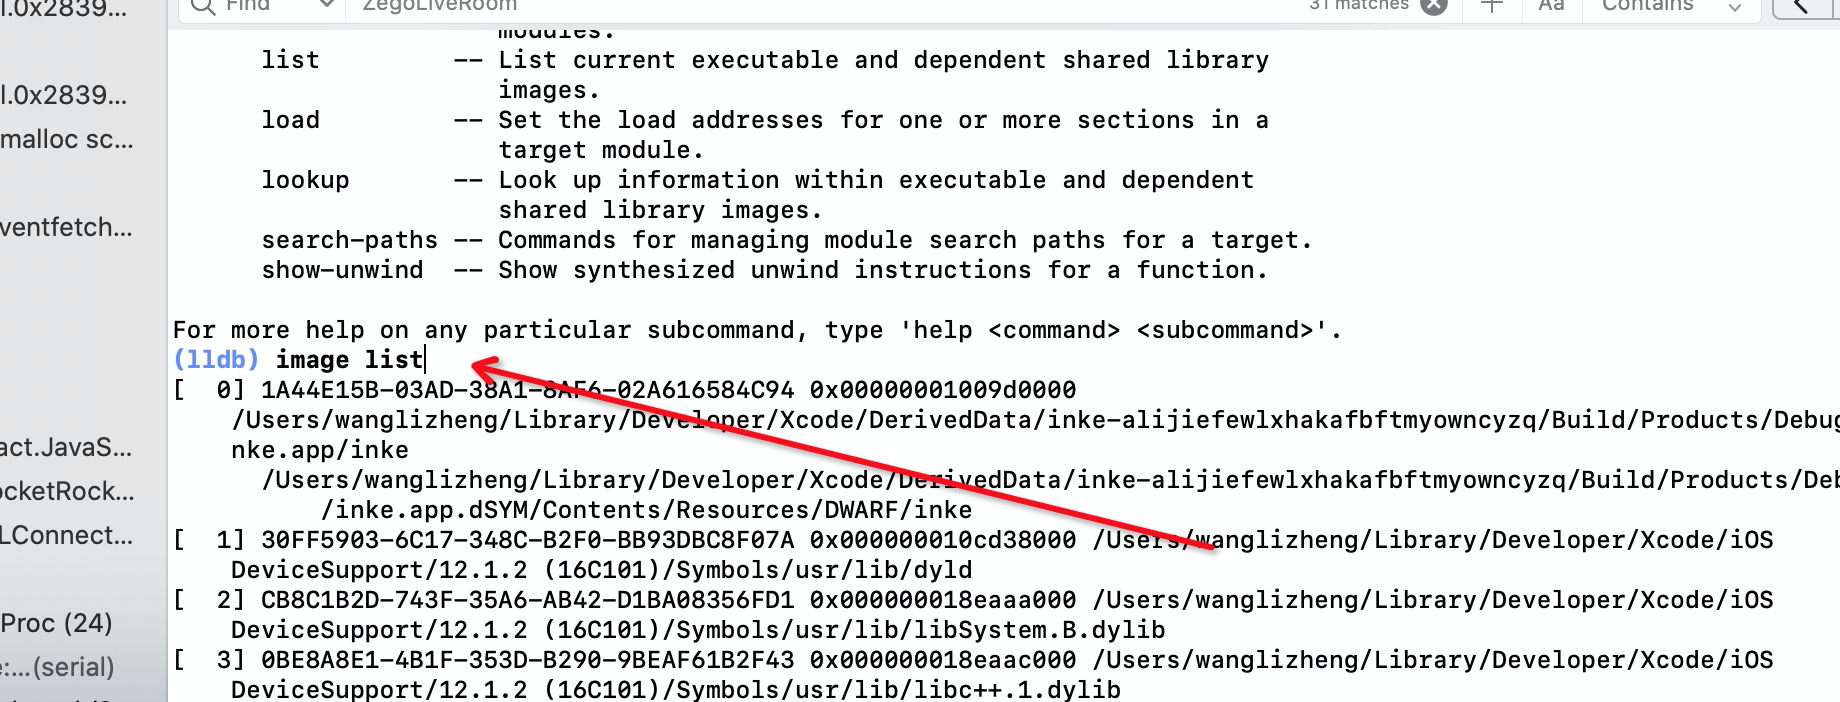 l.0x2839...
Find
ZegoLiveRoom
31 matches
Aa
Contains
modules.
list -- List current executable and dependent shared library
images.
l.0x2839...
load -- Set the load addresses for one or more sections in a
malloc sc...
target module.
lookup -- Look up information within executable and dependent
shared library images.
ventfetch...
search-paths -- Commands for managing module search paths for a target.
show-unwind -- Show synthesized unwind instructions for a function.
For more help on any particular subcommand, type 'help <command> <subcommand>'.
(lldb) image list
[ 0] 1A44E15B-03AD-38A1-8AF6-02A616584C94 0x00000001009d0000
/Users/wanglizheng/Library/Developer/Xcode/DerivedData/inke-alijiefewlxhakafbftmyowncyzq/Build/Products/Debug
nke.app/inke
act.JavaS...
/Users/wanglizheng/Library/Developer/Xcode/DerivedData/inke-alijiefewlxhakafbftmyowncyzq/Build/Products/Deb
ocketRock...
/inke.app.dSYM/Contents/Resources/DWARF/inke
LConnect...
[ 1] 30FF5903-6C17-348C-B2F0-BB93DBC8F07A 0x000000010cd38000 /Users/wanglizheng/Library/Developer/Xcode/iOS
DeviceSupport/12.1.2 (16C101)/Symbols/usr/lib/dyld
[ 2] CB8C1B2D-743F-35A6-AB42-D1BA08356FD1 0x000000018eaaa000 /Users/wanglizheng/Library/Developer/Xcode/iOS
Proc (24)
DeviceSupport/12.1.2 (16C101)/Symbols/usr/lib/libSystem.B.dylib
e:...(serial)
[ 3] 0BE8A8E1-4B1F-353D-B290-9BEAF61B2F43 0x000000018eaac000 /Users/wanglizheng/Library/Developer/Xcode/iOS
DeviceSupport/12.1.2 (16C101)/Symbols/usr/lib/libc++.1.dylib